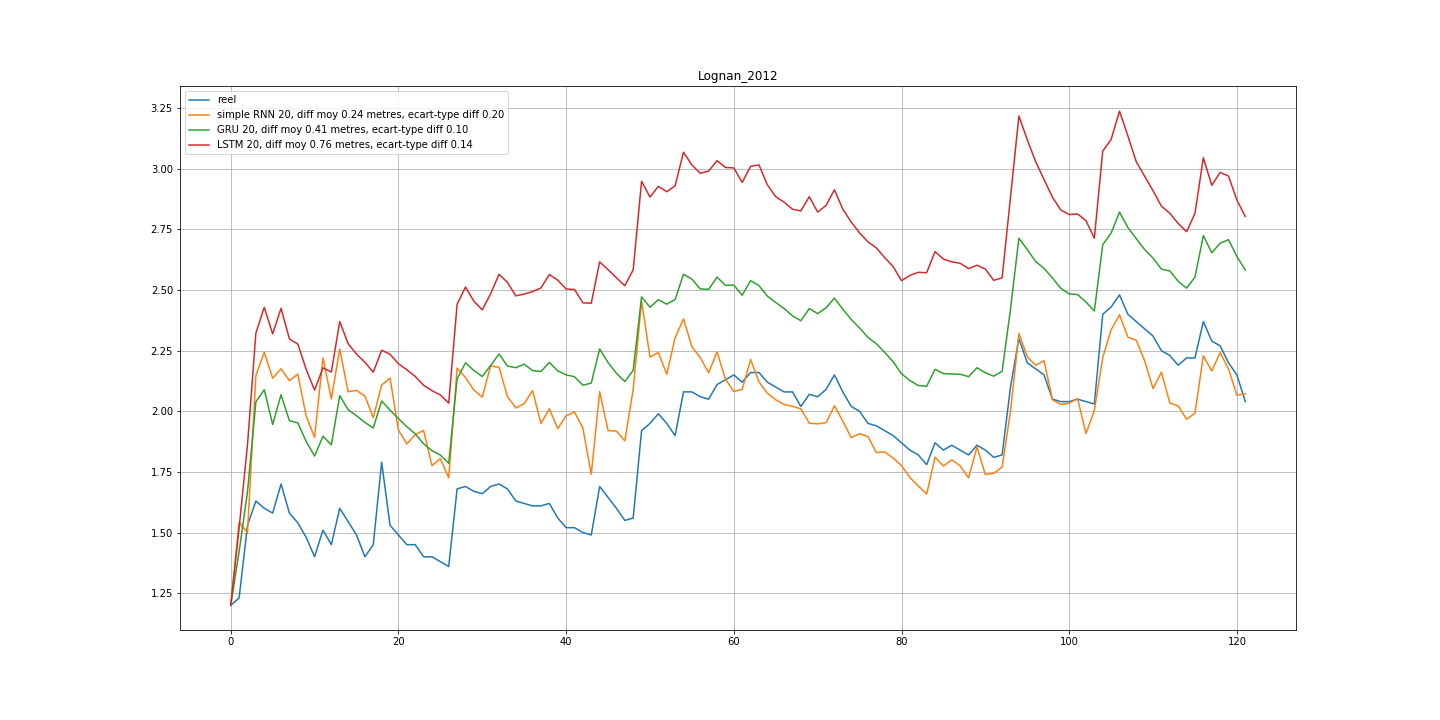 Lognan_2012
reel
simple RNN 20, diff moy 0.24 metres, ecart-type diff 0.20
GRU 20, diff moy 0.41 metres, ecart-type diff 0.10
LSTM 20, diff moy 0.76 metres, ecart-type diff 0.14
3.25
3.00
2.75
2.50
2.25
2.00
1.75
1.50
1.25
0 20 40 60 80 100 120